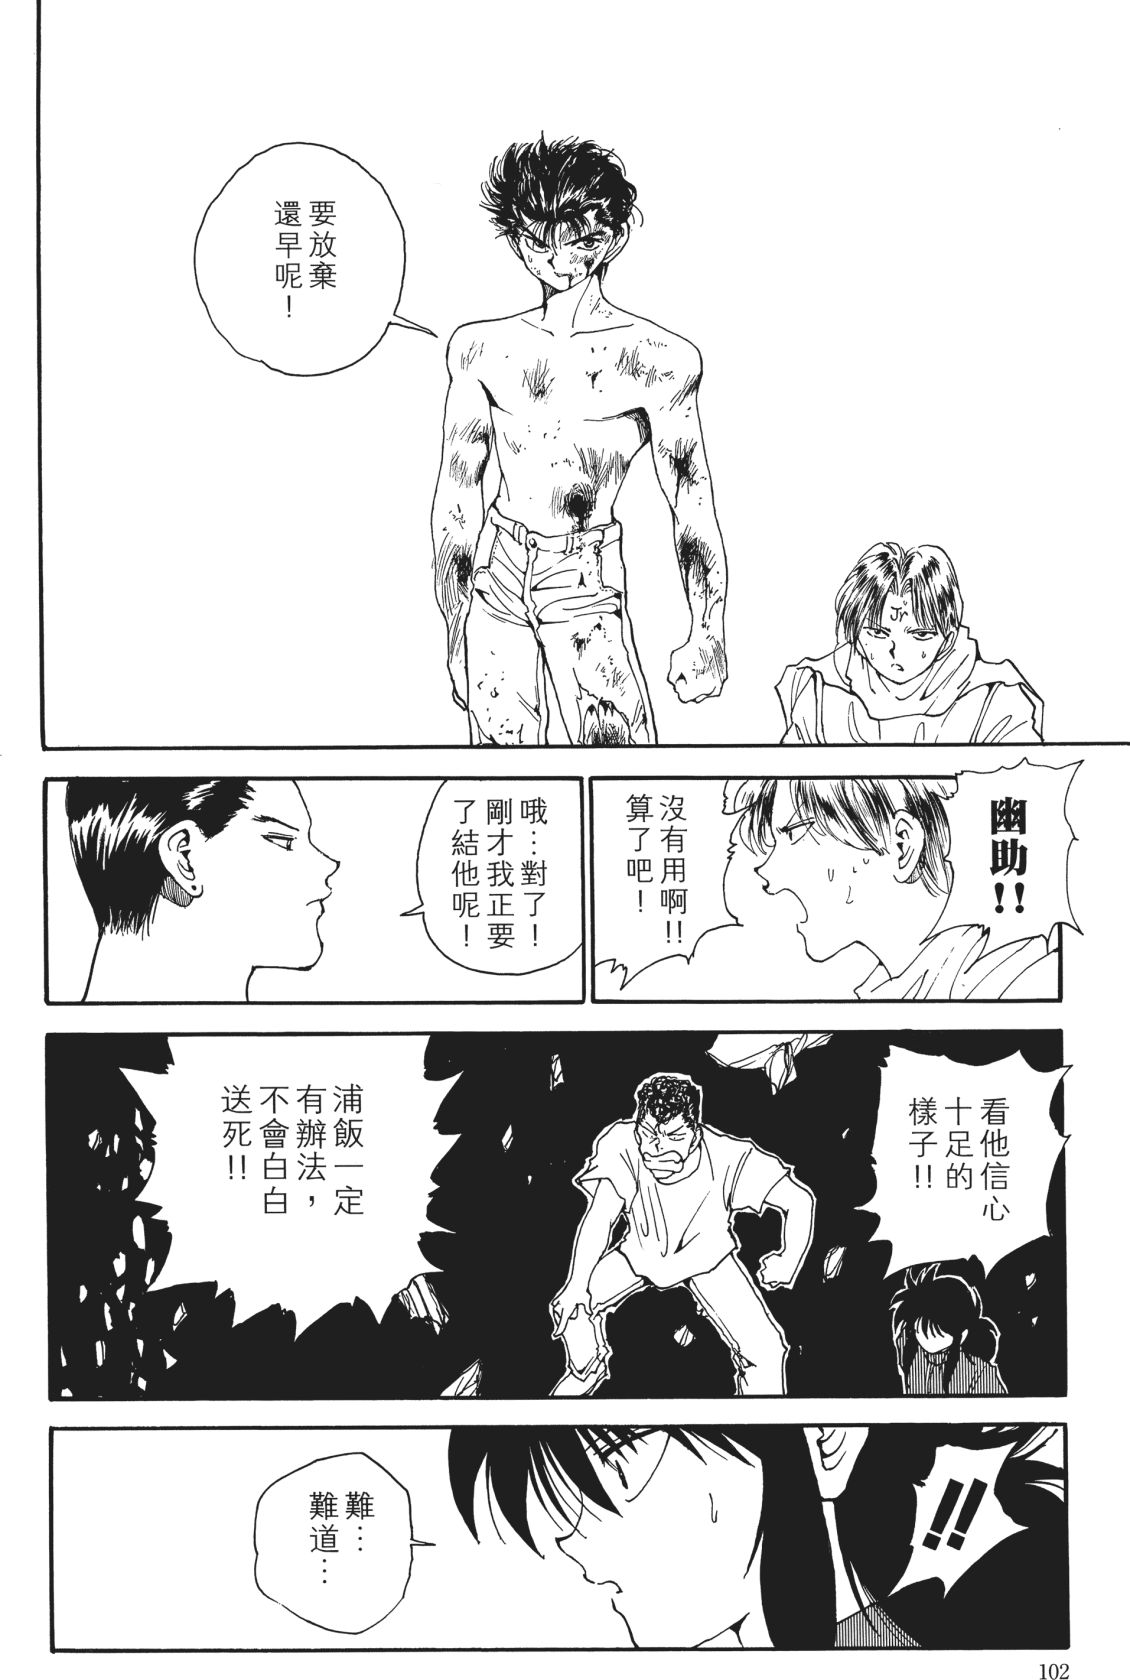 要放棄
還早呢！
Jr
幽助!!
沒有用啊!!
算了吧！
哦…對了！
剛才我正要
了結他呢！
看他信心
十足的
樣子!!
浦飯一定
有辦法，
不會白白
送死!!
!!
難…
難道…
102